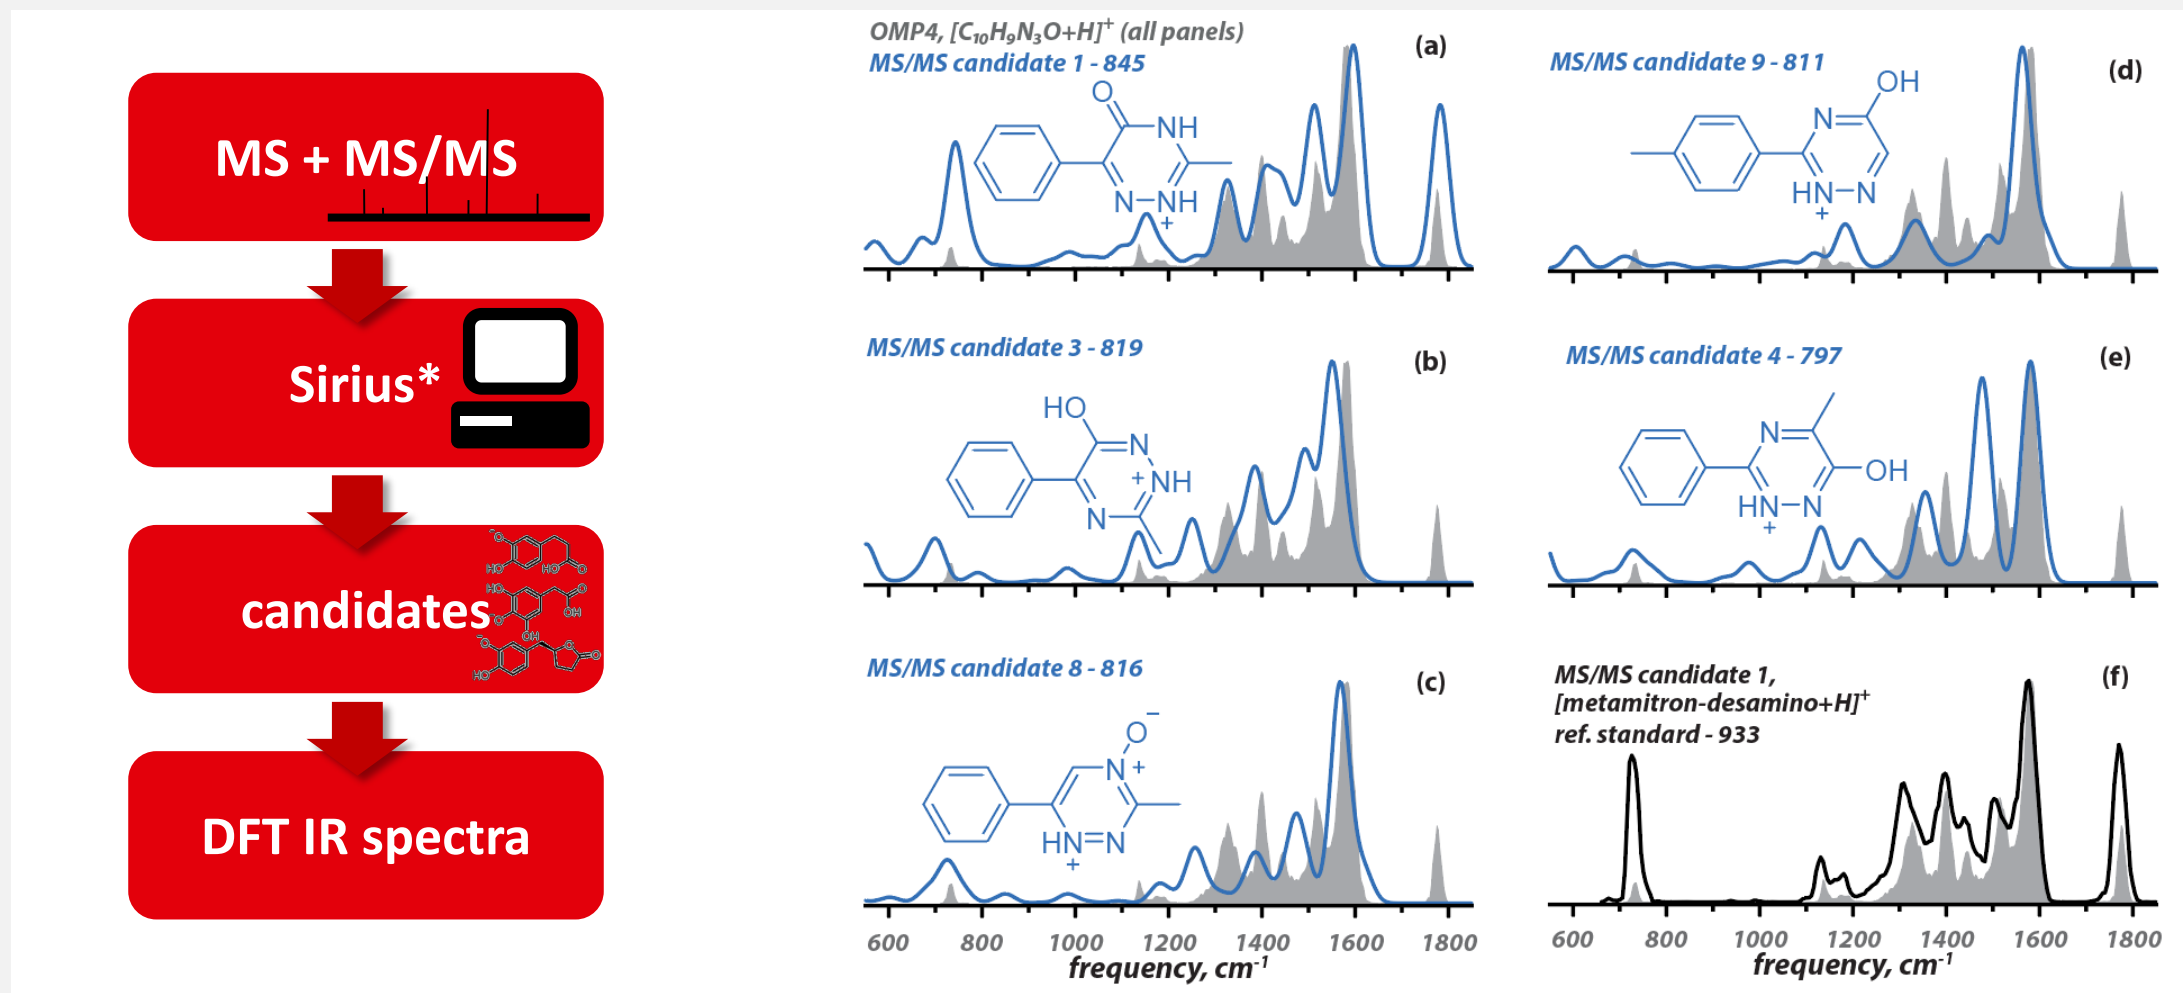 MS + MS/MS
Sirius*
candidates
DFT IR spectra
OMP4, [C₁₀H₉N₃O+H]⁺ (all panels)
MS/MS candidate 1 - 845
(a)
O
NH
N
NH
+
MS/MS candidate 3 - 819
(b)
HO
N
+
NH
N
MS/MS candidate 8 - 816
(c)
O⁻
N
+
HN
N
+
600 800 1000 1200 1400 1600 1800
frequency, cm⁻¹
MS/MS candidate 9 - 811
(d)
OH
N
HN
N
+
MS/MS candidate 4 - 797
(e)
N
OH
HN
N
+
MS/MS candidate 1,
[metamitron-desamino+H]⁺
ref. standard - 933
(f)
600 800 1000 1200 1400 1600 1800
frequency, cm⁻¹